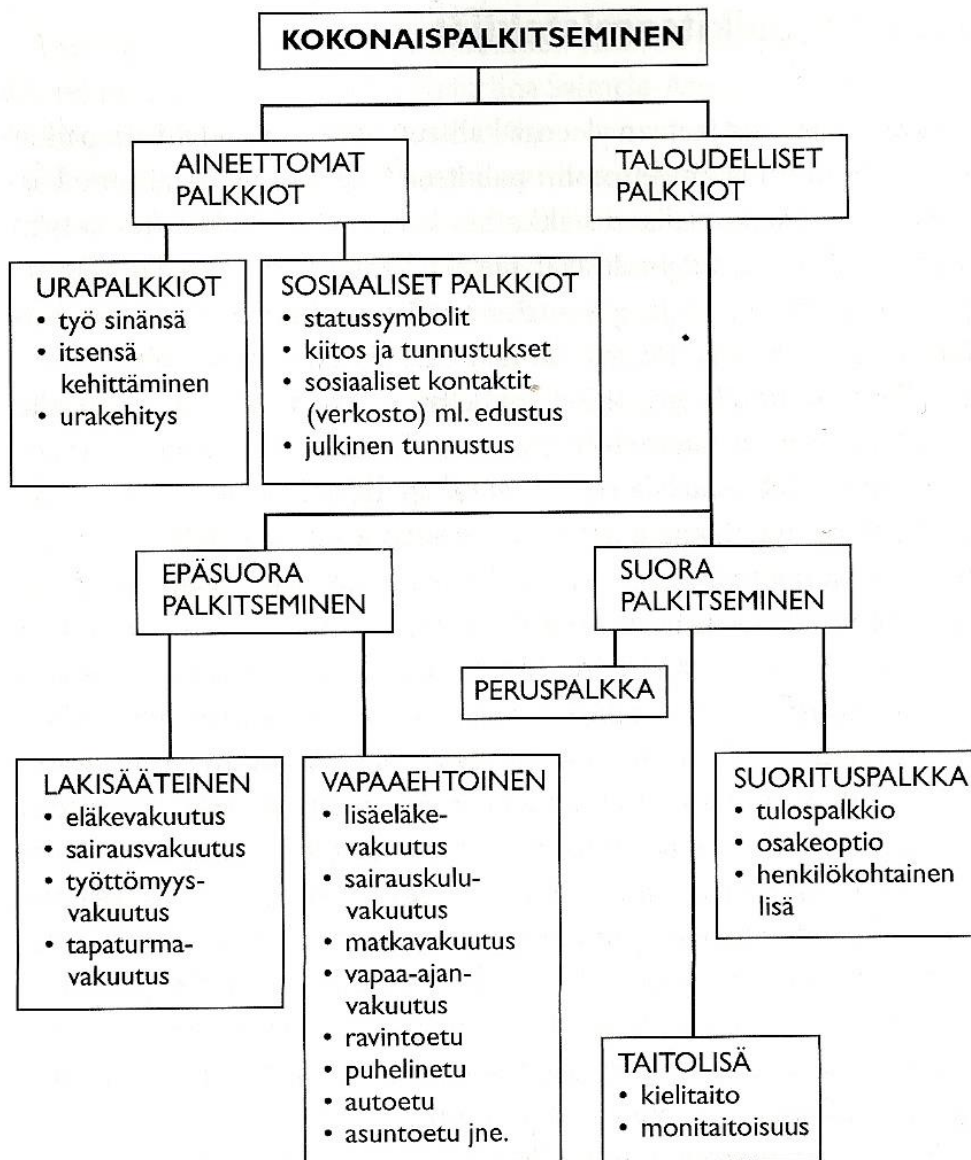 KOKONAISPALKITSEMINEN
AINEETTOMAT
PALKKIOT
TALOUDELLISET
PALKKIOT
URAPALKKIOT
• työ sinänsä
• itsensä
kehittäminen
• urakehitys
SOSIAALISET PALKKIOT
• statussymbolit
• kiitos ja tunnustukset
• sosiaaliset kontaktit
(verkosto) ml. edustus
• julkinen tunnustus
EPÄSUORA
PALKITSEMINEN
SUORA
PALKITSEMINEN
PERUSPALKKA
LAKISÄÄTEINEN
• eläkevakuutus
• sairausvakuutus
• työttömyys-
vakuutus
• tapaturma-
vakuutus
VAPAAEHTOINEN
• lisäeläke-
vakuutus
• sairauskulu-
vakuutus
• matkavakuutus
• vapaa-ajan-
vakuutus
• ravintoetu
• puhelinetu
• autoetu
• asuntoetu jne.
SUORITUSPALKKA
• tulospalkkio
• osakeoptio
• henkilökohtainen
lisä
TAITOLISÄ
• kielitaito
• monitaitoisuus